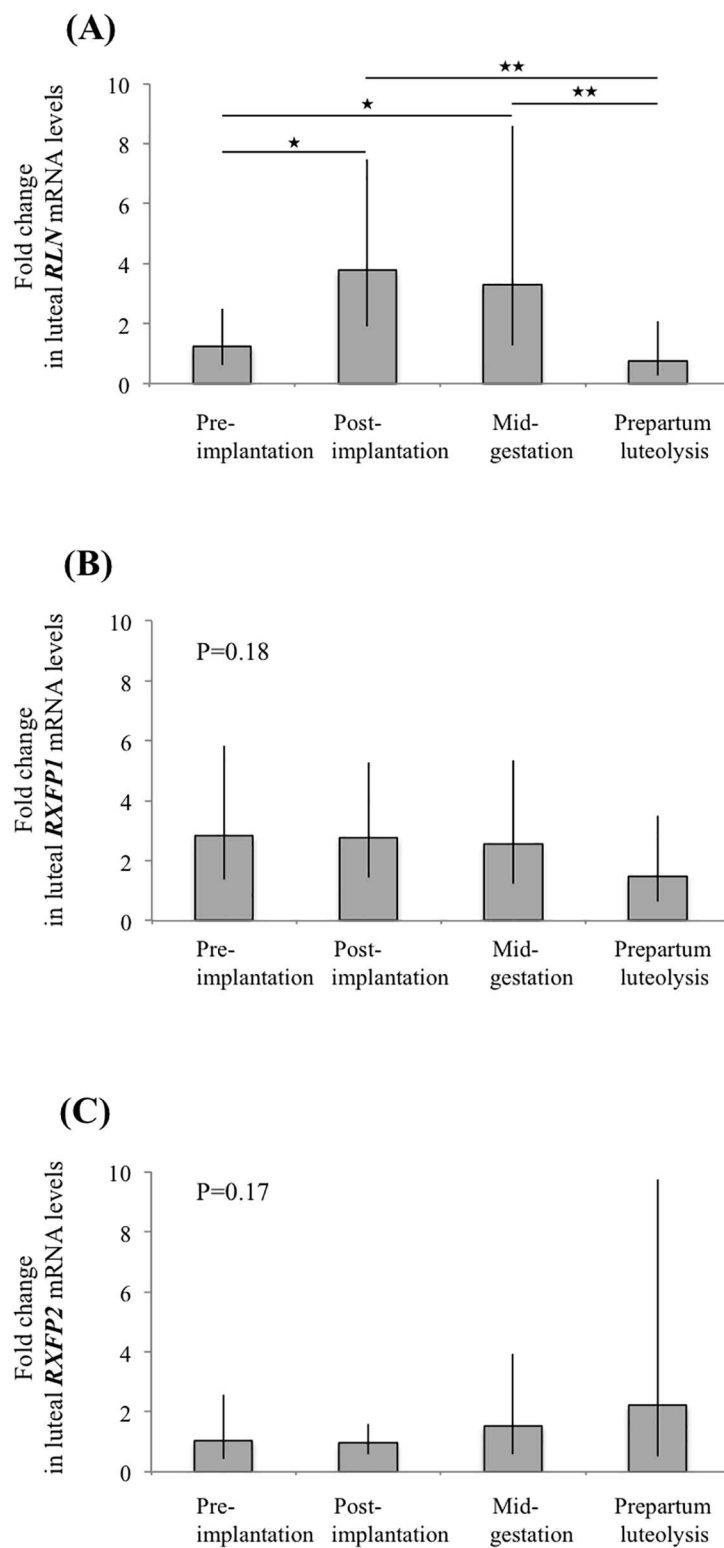 (A)
Fold change
in luteal RLN mRNA levels
10
8
6
4
2
0
★
★
★★
★★
Pre-
implantation
Post-
implantation
Mid-
gestation
Prepartum
luteolysis
(B)
Fold change
in luteal RXFP1 mRNA levels
10
8
6
4
2
0
P=0.18
Pre-
implantation
Post-
implantation
Mid-
gestation
Prepartum
luteolysis
(C)
Fold change
in luteal RXFP2 mRNA levels
10
8
6
4
2
0
P=0.17
Pre-
implantation
Post-
implantation
Mid-
gestation
Prepartum
luteolysis